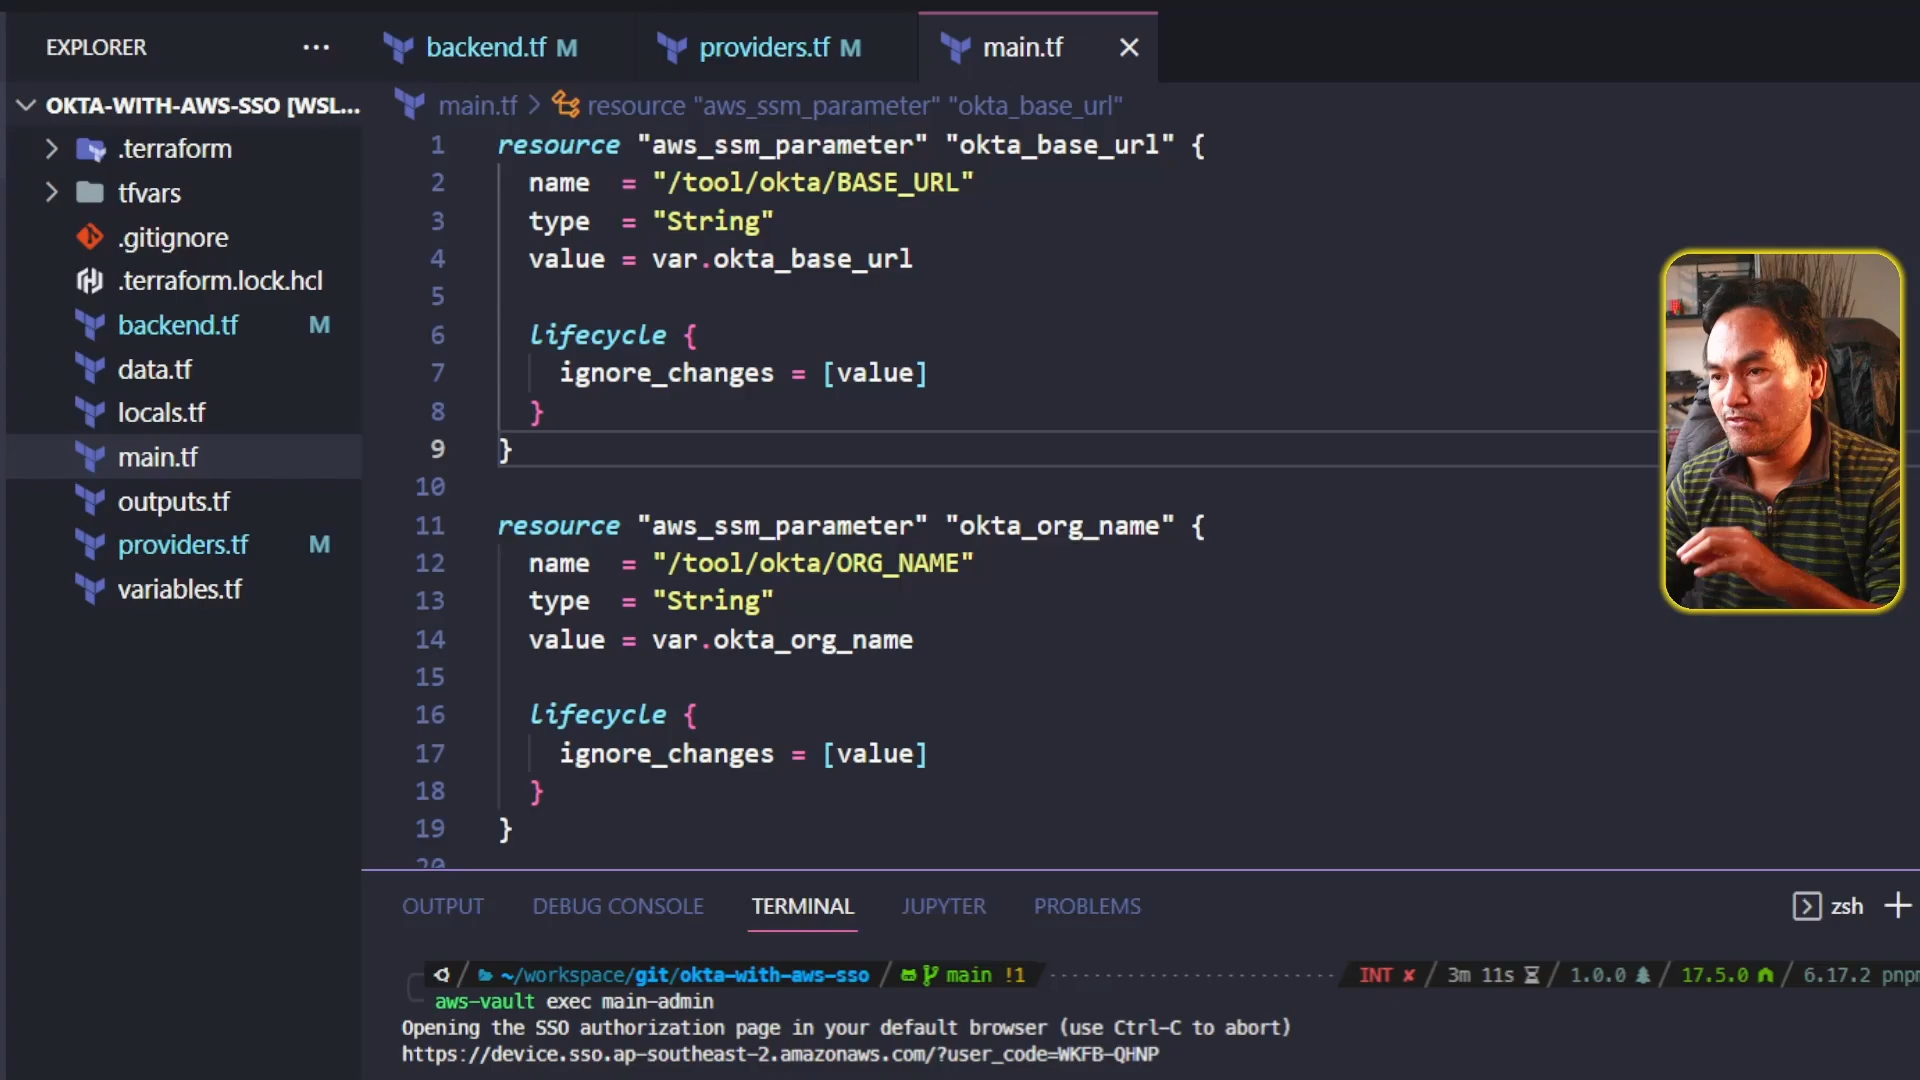 EXPLORER
···
backend.tf M
providers.tf M
main.tf
OKTA-WITH-AWS-SSO [WSL...
main.tf > resource "aws_ssm_parameter" "okta_base_url"
.terraform
tfvars
.gitignore
.terraform.lock.hcl
backend.tf M
data.tf
locals.tf
main.tf
outputs.tf
providers.tf M
variables.tf
1 resource "aws_ssm_parameter" "okta_base_url" {
2 name = "/tool/okta/BASE_URL"
3 type = "String"
4 value = var.okta_base_url
5
6 lifecycle {
7 ignore_changes = [value]
8 }
9 }
10
11 resource "aws_ssm_parameter" "okta_org_name" {
12 name = "/tool/okta/ORG_NAME"
13 type = "String"
14 value = var.okta_org_name
15
16 lifecycle {
17 ignore_changes = [value]
18 }
19 }
20
OUTPUT DEBUG CONSOLE TERMINAL JUPYTER PROBLEMS
zsh
~/workspace/git/okta-with-aws-sso / main !1 INT ✘ / 3m 11s / 1.0.0 / 17.5.0 / 6.17.2 pnpm
aws-vault exec main-admin
Opening the SSO authorization page in your default browser (use Ctrl-C to abort)
https://device.sso.ap-southeast-2.amazonaws.com/?user_code=WKFB-QHNP